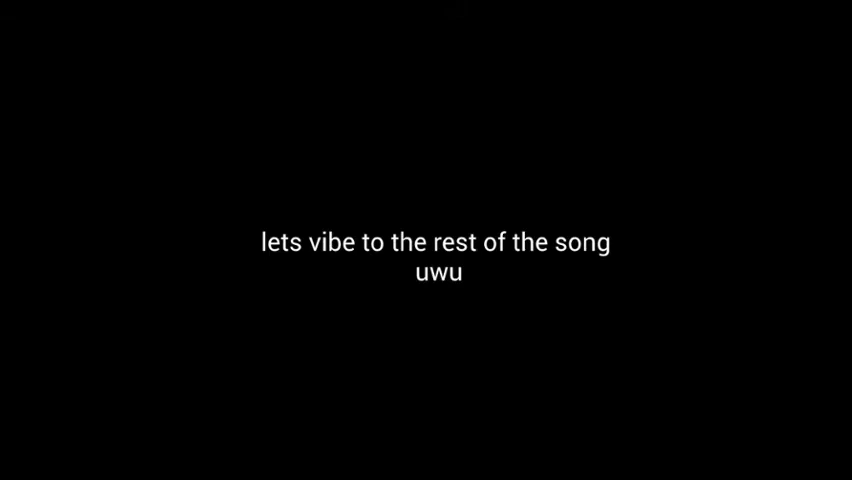 lets vibe to the rest of the song
uwu